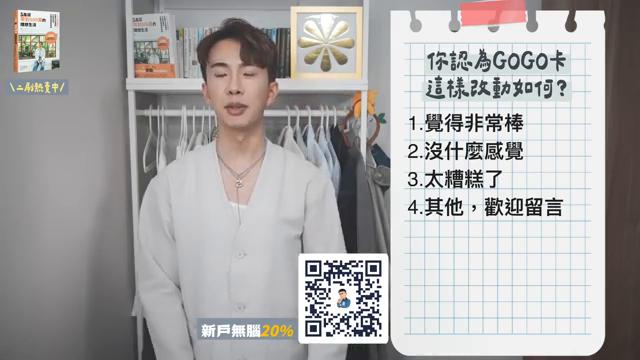 \二刷熱賣中/
你認為GOGO卡
這樣改動如何?
1.覺得非常棒
2.沒什麼感覺
3.太糟糕了
4.其他，歡迎留言
新戶無腦20%